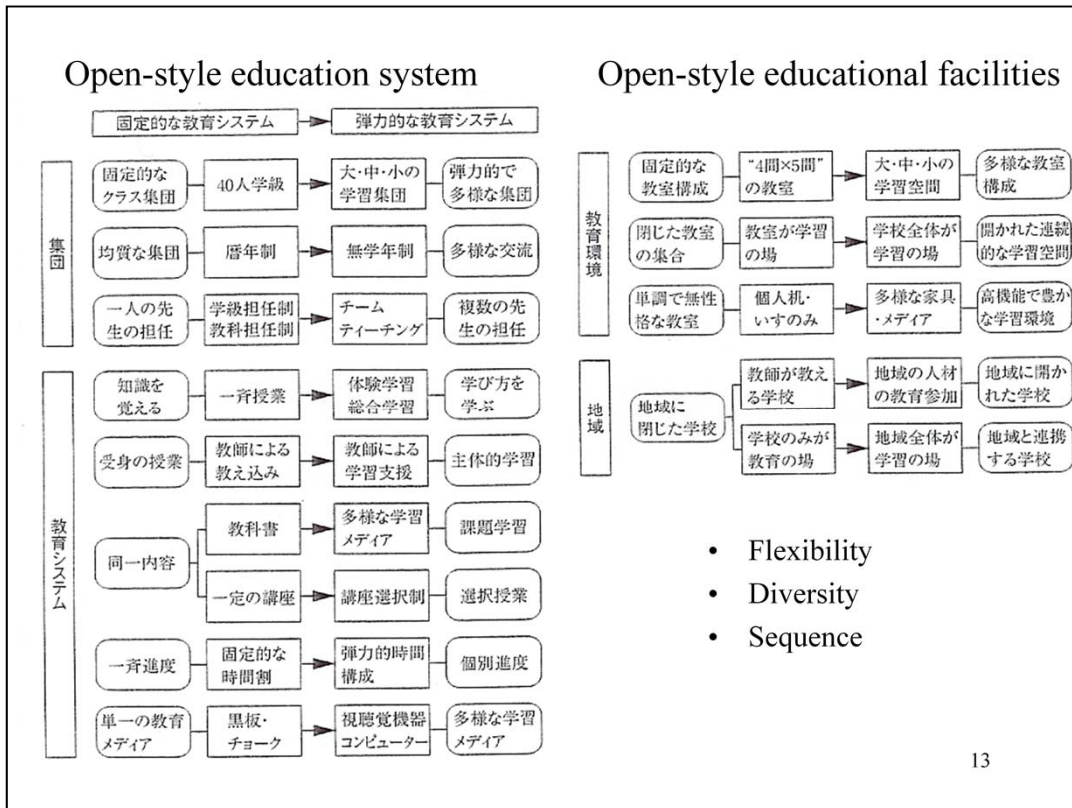 Open-style education system
固定的な教育システム
弾力的な教育システム
集団
固定的な
クラス集団
40人学級
大・中・小の
学習集団
弾力的で
多様な集団
均質な集団
暦年制
無学年制
多様な交流
一人の先
生の担任
学級担任制
教科担任制
チーム
ティーチング
複数の先
生の担任
教育システム
知識を
覚える
一斉授業
体験学習
総合学習
学び方を
学ぶ
受身の授業
教師による
教え込み
教師による
学習支援
主体的学習
同一内容
教科書
多様な学習
メディア
課題学習
一定の講座
講座選択制
選択授業
一斉進度
固定的な
時間割
弾力的時間
構成
個別進度
単一の教育
メディア
黒板・
チョーク
視聴覚機器
コンピューター
多様な学習
メディア
Open-style educational facilities
教育環境
固定的な
教室構成
“4間×5間”
の教室
大・中・小の
学習空間
多様な教室
構成
閉じた教室
の集合
教室が学習
の場
学校全体が
学習の場
開かれた連続
的な学習空間
単調で無性
格な教室
個人机・
いすのみ
多様な家具
・メディア
高機能で豊か
な学習環境
地域
地域に
閉じた学校
教師が教え
る学校
地域の人材
の教育参加
地域に開か
れた学校
学校のみが
教育の場
地域全体が
学習の場
地域と連携
する学校
• Flexibility
• Diversity
• Sequence
13